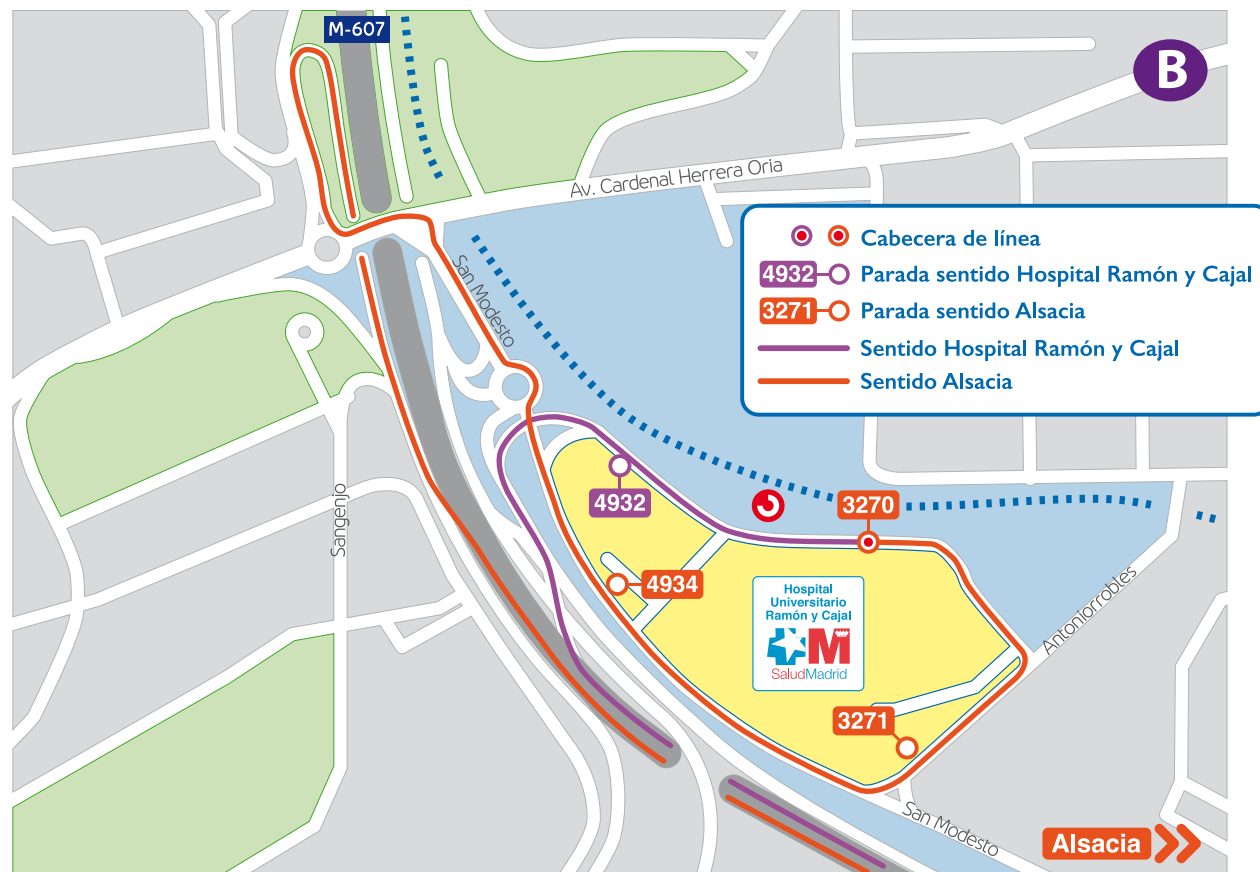 M-607
B
Av. Cardenal Herrera Oria
Cabecera de línea
4932 Parada sentido Hospital Ramón y Cajal
3271 Parada sentido Alsacia
Sentido Hospital Ramón y Cajal
Sentido Alsacia
San Modesto
Sangenjo
4932
3270
4934
Hospital
Universitario
Ramón y Cajal
M
SaludMadrid
Antoniorrobles
3271
San Modesto
Alsacia